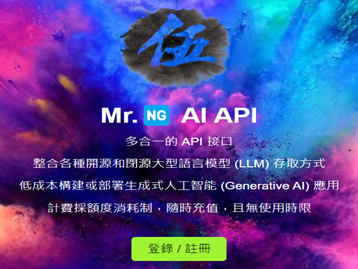 伍
Mr. NG AI API
多合一的 API 接口
整合各種開源和閉源大型語言模型 (LLM) 存取方式
低成本構建或部署生成式人工智能 (Generative AI) 應用
計費採額度消耗制，隨時充值，且無使用時限
登錄 / 註冊